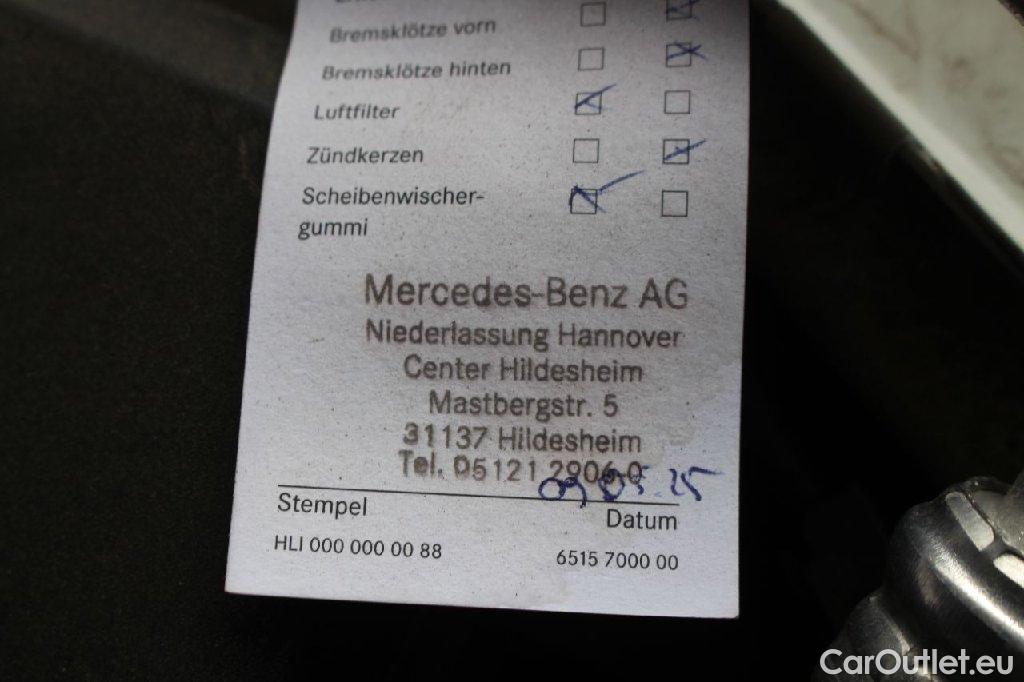 Bremsklötze vorn
Bremsklötze hinten
Luftfilter
Zündkerzen
Scheibenwischer-
gummi
Mercedes-Benz AG
Niederlassung Hannover
Center Hildesheim
Mastbergstr. 5
31137 Hildesheim
Tel. 05121 2906-0
05.25
Stempel
Datum
HLI 000 000 00 88
6515 7000 00
CarOutlet.eu